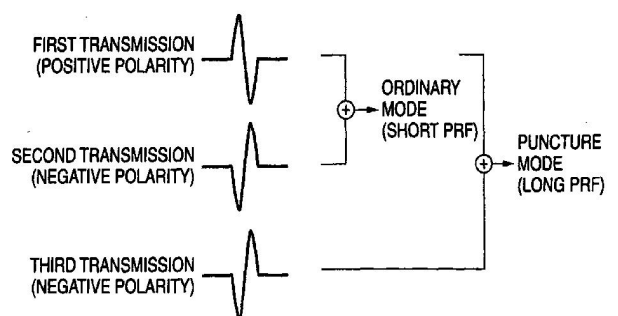 FIRST TRANSMISSION
(POSITIVE POLARITY)
ORDINARY
MODE
(SHORT PRF)
SECOND TRANSMISSION
(NEGATIVE POLARITY)
PUNCTURE
MODE
(LONG PRF)
THIRD TRANSMISSION
(NEGATIVE POLARITY)